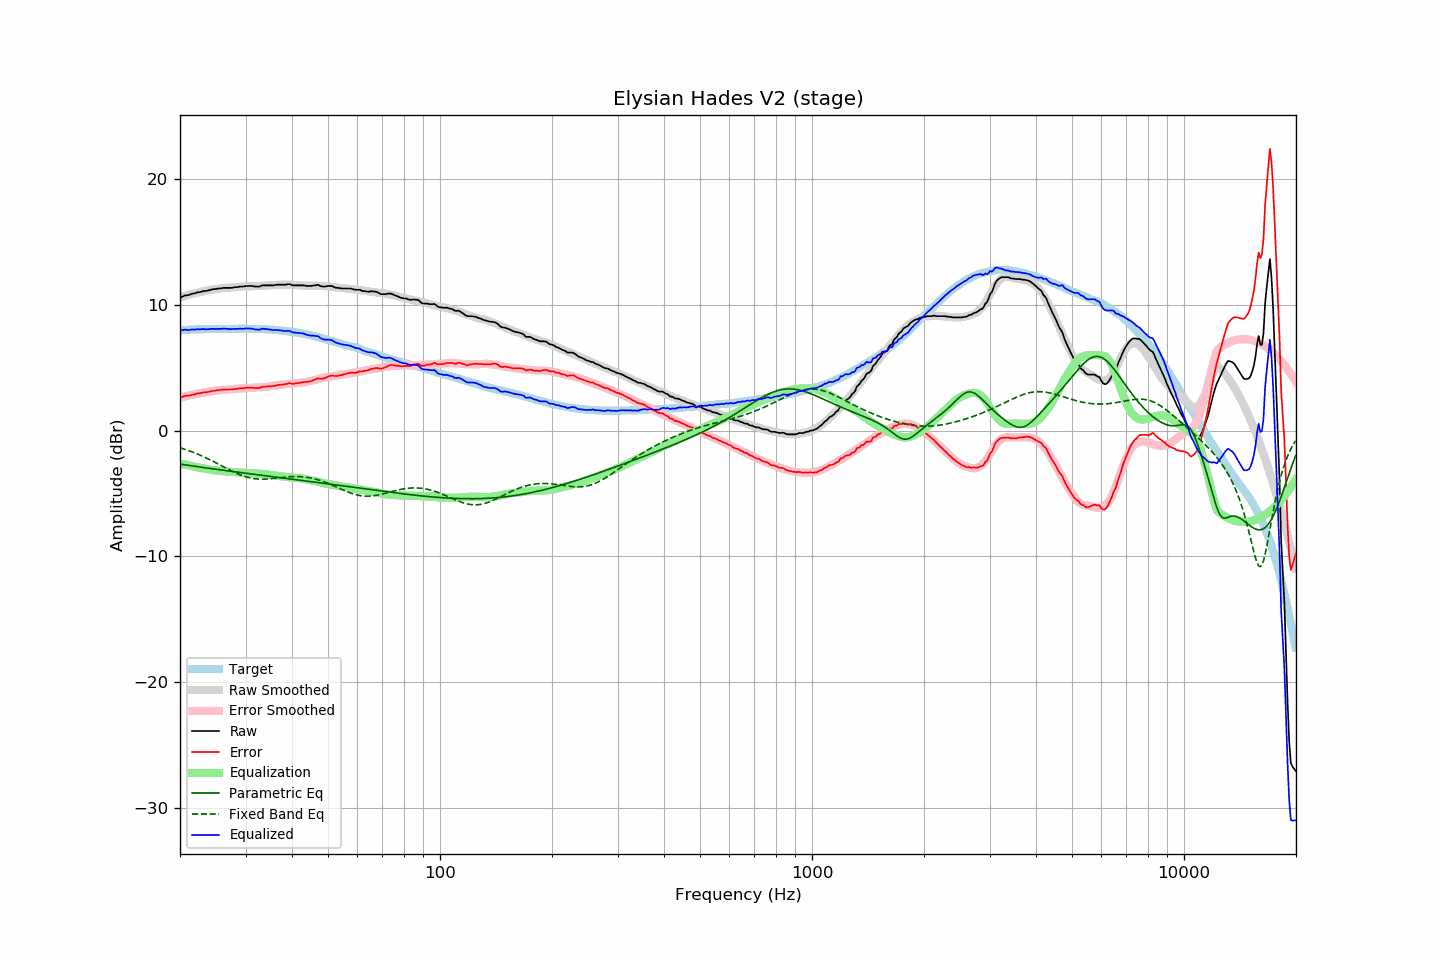 Elysian Hades V2 (stage)
Amplitude (dBr)
20
10
0
−10
−20
−30
Target
Raw Smoothed
Error Smoothed
Raw
Error
Equalization
Parametric Eq
Fixed Band Eq
Equalized
100
1000
10000
Frequency (Hz)